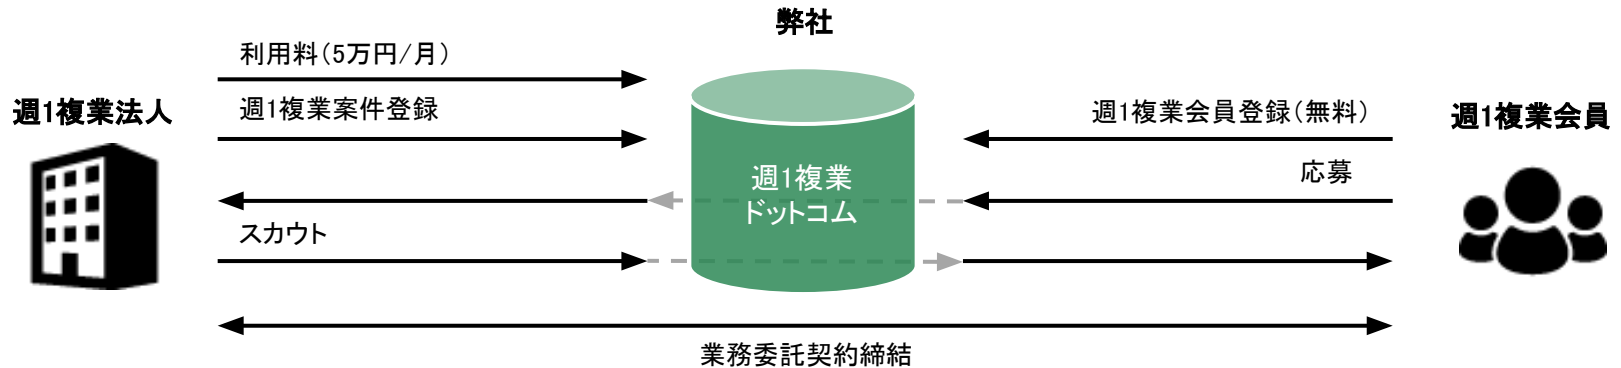 弊社
利用料（5万円/月）
週1複業法人
週1複業案件登録
週1複業会員登録（無料）
週1複業会員
応募
週1複業
ドットコム
スカウト
業務委託契約締結